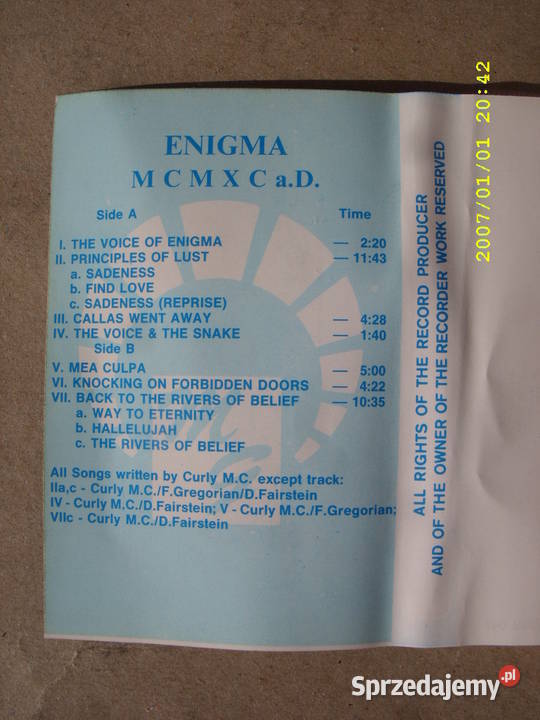 ENIGMA
M C M X C a.D.
Side A Time
I. THE VOICE OF ENIGMA — 2:20
II. PRINCIPLES OF LUST — 11:43
a. SADENESS
b. FIND LOVE
c. SADENESS (REPRISE)
III. CALLAS WENT AWAY — 4:28
IV. THE VOICE & THE SNAKE — 1:40
Side B
V. MEA CULPA — 5:00
VI. KNOCKING ON FORBIDDEN DOORS — 4:22
VII. BACK TO THE RIVERS OF BELIEF — 10:35
a. WAY TO ETERNITY
b. HALLELUJAH
c. THE RIVERS OF BELIEF
All Songs written by Curly M.C. except track:
IIa,c - Curly M.C./F.Gregorian/D.Fairstein
IV - Curly M.C./D.Fairstein; V - Curly M.C./F.Gregorian;
VIIc - Curly M.C./D.Fairstein
ALL RIGHTS OF THE RECORD PRODUCER
AND OF THE OWNER OF THE RECORDER WORK RESERVED
2007/01/01 20:42
Sprzedajemy.pl